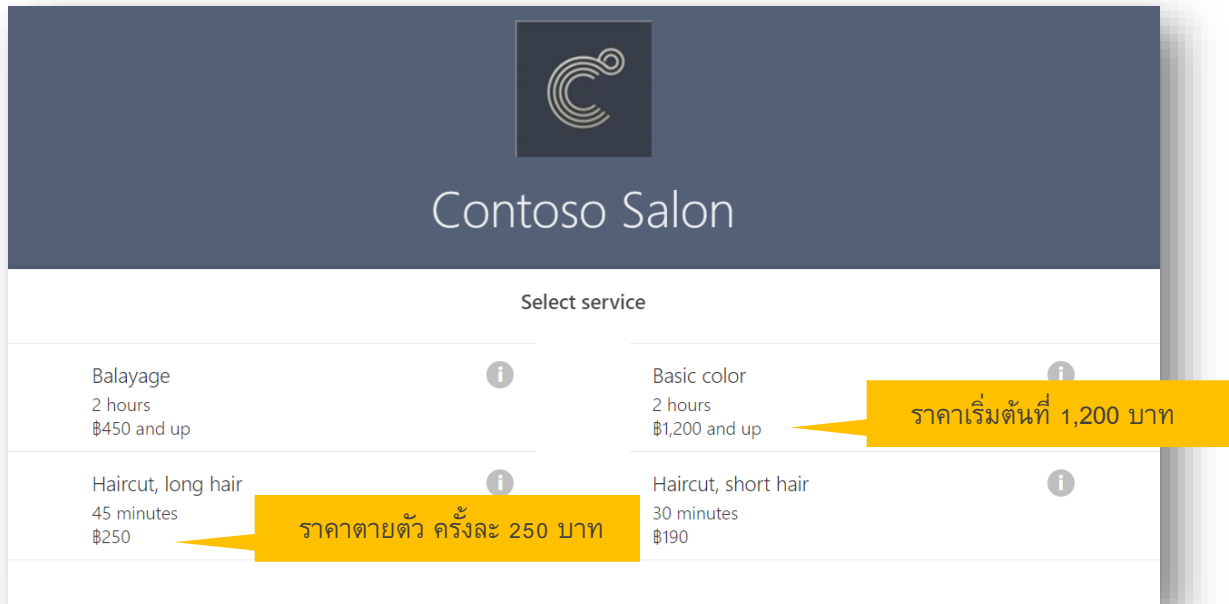 Contoso Salon
Select service
Balayage
2 hours
฿450 and up
Basic color
2 hours
฿1,200 and up
ราคาเริ่มต้นที่ 1,200 บาท
Haircut, long hair
45 minutes
฿250
ราคาตายตัว ครั้งละ 250 บาท
Haircut, short hair
30 minutes
฿190